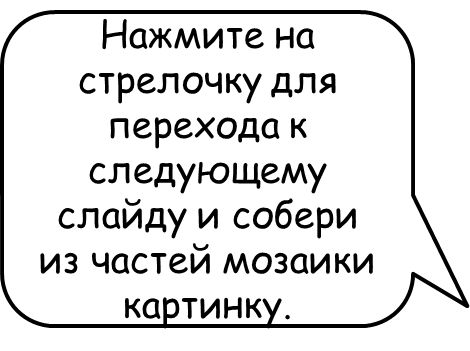 Нажмите на
стрелочку для
перехода к
следующему
слайду и собери
из частей мозаики
картинку.